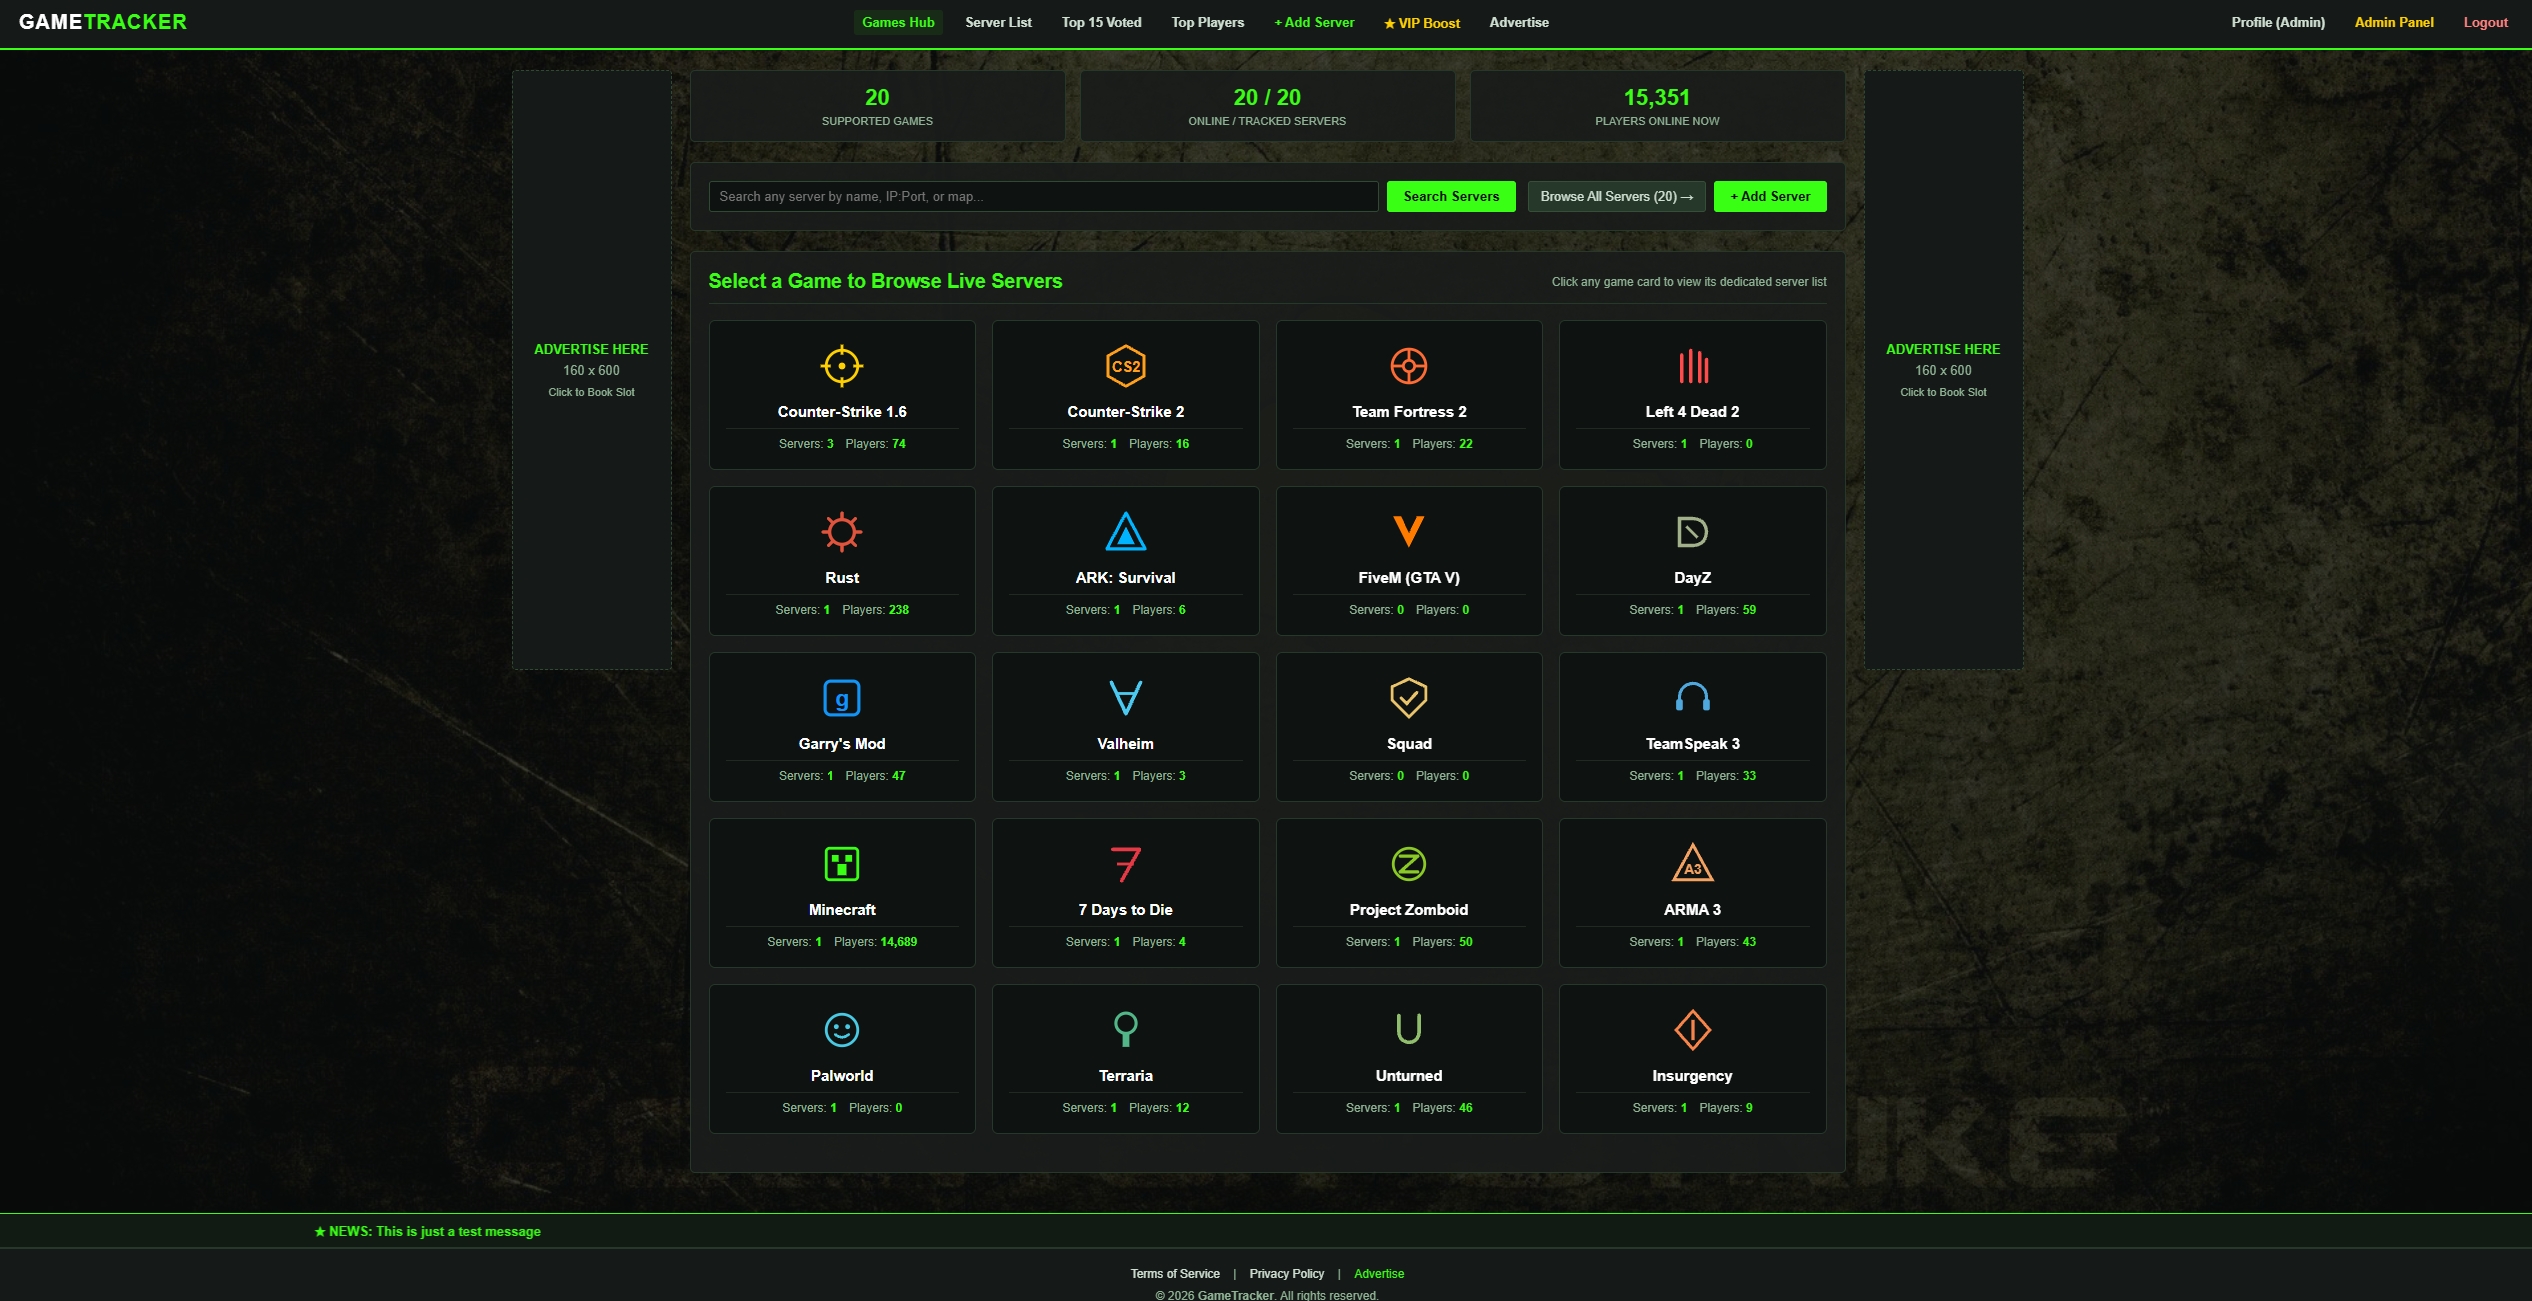 GAMETRACKER
Games Hub Server List Top 15 Voted Top Players + Add Server ★ VIP Boost Advertise
Profile (Admin) Admin Panel Logout
20
SUPPORTED GAMES
20 / 20
ONLINE / TRACKED SERVERS
15,351
PLAYERS ONLINE NOW
Search any server by name, IP:Port, or map...
Search Servers
Browse All Servers (20) →
+ Add Server
ADVERTISE HERE
160 x 600
Click to Book Slot
Select a Game to Browse Live Servers
Click any game card to view its dedicated server list
Counter-Strike 1.6
Servers: 3 Players: 74
CS2
Counter-Strike 2
Servers: 1 Players: 16
Team Fortress 2
Servers: 1 Players: 22
Left 4 Dead 2
Servers: 1 Players: 0
Rust
Servers: 1 Players: 238
ARK: Survival
Servers: 1 Players: 6
FiveM (GTA V)
Servers: 0 Players: 0
DayZ
Servers: 1 Players: 59
g
Garry's Mod
Servers: 1 Players: 47
Valheim
Servers: 1 Players: 3
Squad
Servers: 0 Players: 0
TeamSpeak 3
Servers: 1 Players: 33
Minecraft
Servers: 1 Players: 14,689
7 Days to Die
Servers: 1 Players: 4
Project Zomboid
Servers: 1 Players: 50
A3
ARMA 3
Servers: 1 Players: 43
Palworld
Servers: 1 Players: 0
Terraria
Servers: 1 Players: 12
Unturned
Servers: 1 Players: 46
Insurgency
Servers: 1 Players: 9
ADVERTISE HERE
160 x 600
Click to Book Slot
★ NEWS: This is just a test message
Terms of Service | Privacy Policy | Advertise
© 2026 GameTracker. All rights reserved.